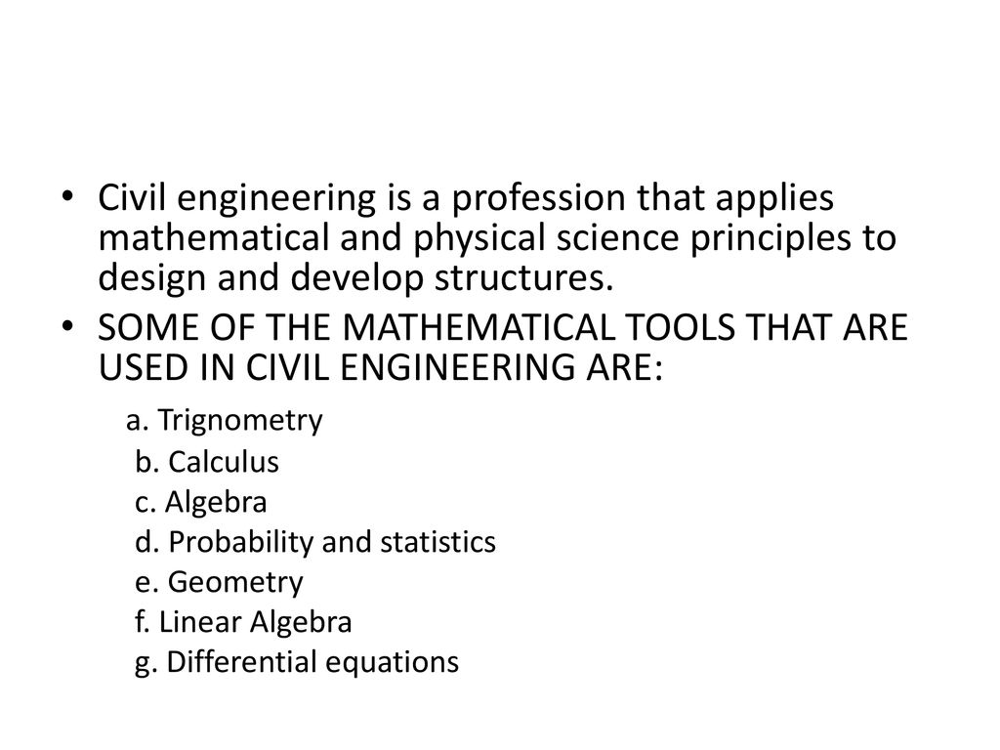 • Civil engineering is a profession that applies
mathematical and physical science principles to
design and develop structures.
• SOME OF THE MATHEMATICAL TOOLS THAT ARE
USED IN CIVIL ENGINEERING ARE:
a. Trignometry
b. Calculus
c. Algebra
d. Probability and statistics
e. Geometry
f. Linear Algebra
g. Differential equations